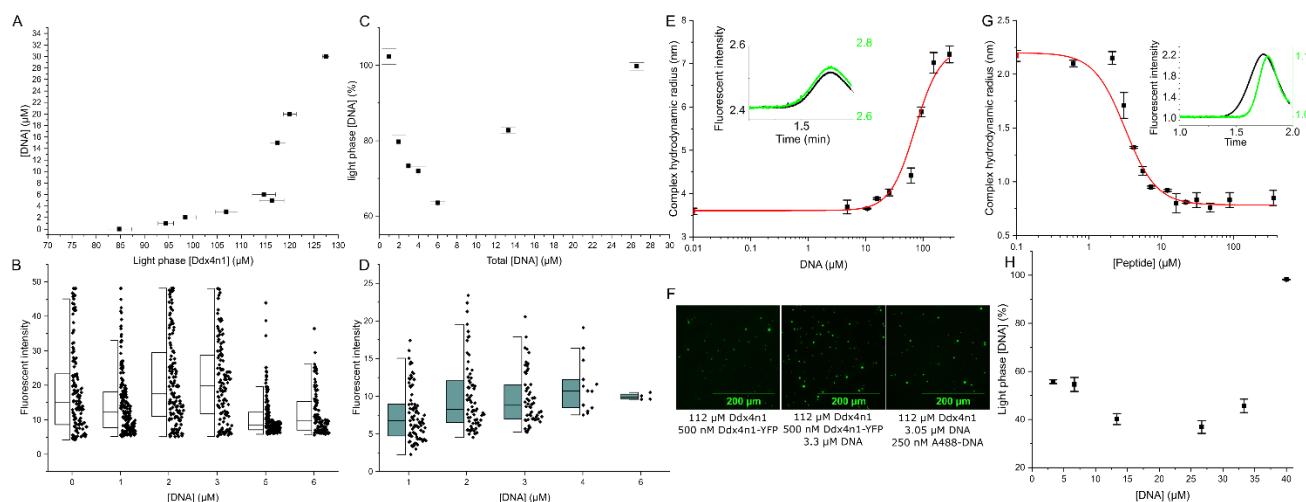 A
[DNA] (µM)
34
32
30
28
26
24
22
20
18
16
14
12
10
8
6
4
2
0
70 75 80 85 90 95 100 105 110 115 120 125 130
Light phase [Ddx4n1] (µM)
B
Fluorescent intensity
50
40
30
20
10
0
0 1 2 3 5 6
[DNA] (µM)
C
light phase [DNA] (%)
100
80
60
0 2 4 6 8 10 12 14 16 18 20 22 24 26 28 30
Total [DNA] (µM)
D
Fluorescent intensity
25
20
15
10
5
0
1 2 3 4 6
[DNA] (µM)
E
Complex hydrodynamic radius (nm)
8
7
6
5
4
3
0.01 0.1 1 10 100
DNA (µM)
Fluorescent intensity
2.6
2.4
2.8
2.6
1.5
Time (min)
F
200 µm
200 µm
200 µm
112 µM Ddx4n1
500 nM Ddx4n1-YFP
112 µM Ddx4n1
500 nM Ddx4n1-YFP
3.3 µM DNA
112 µM Ddx4n1
3.05 µM DNA
250 nM A488-DNA
G
Complex hydrodynamic radius (nm)
2.5
2.0
1.5
1.0
0.5
0.1 1 10 100
[Peptide] (µM)
Fluorescent intensity
2.2
2.0
1.0
1.0 1.5 2.0
Time
H
Light phase [DNA] (%)
100
80
60
40
20
0 5 10 15 20 25 30 35 40
[DNA] (µM)